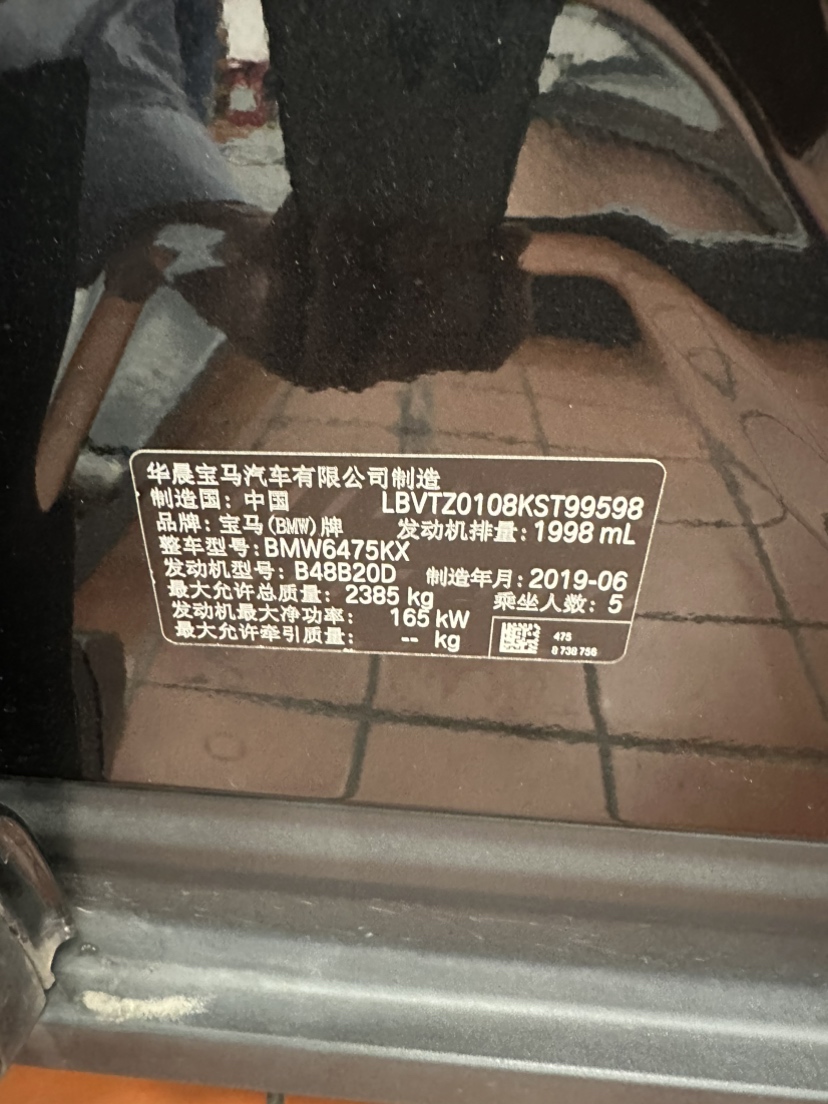 华晨宝马汽车有限公司制造
制造国：中国 LBVTZ0108KST99598
品牌：宝马(BMW)牌 发动机排量：1998 mL
整车型号：BMW6475KX
发动机型号：B48B20D 制造年月：2019-06
最大允许总质量：2385 kg 乘坐人数：5
发动机最大净功率：165 kW
最大允许牵引质量：-- kg
475
8 738 756